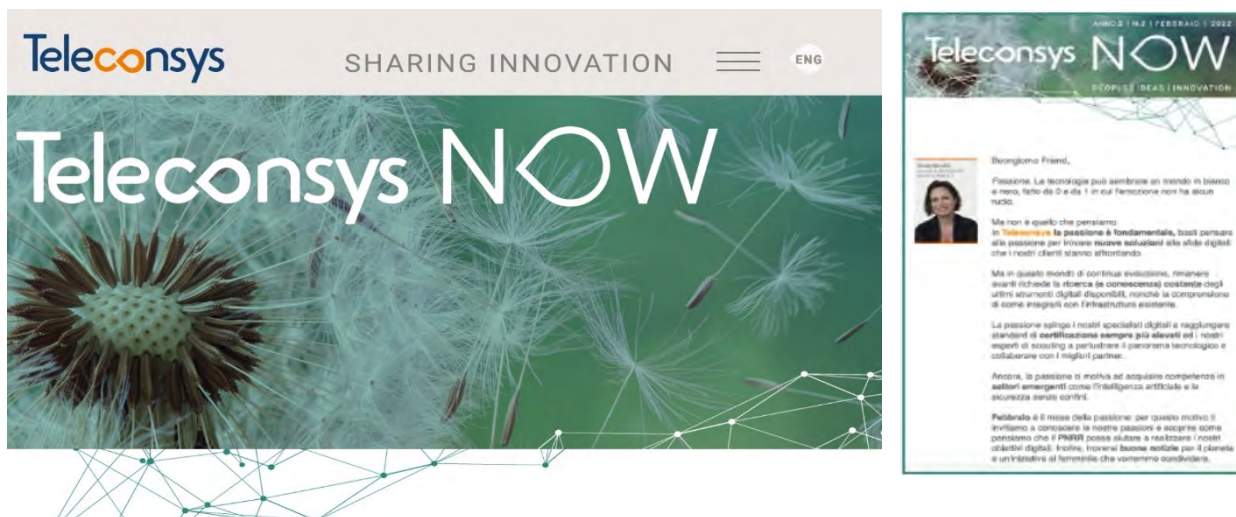 Teleconsys
SHARING INNOVATION
ENG
Teleconsys NOW
ANNO 2 | N.2 | FEBBRAIO | 2022
Teleconsys NOW
PEOPLE | IDEAS | INNOVATION
Buongiorno Friend,
Passione. La tecnologia può sembrare un mondo in bianco
e nero, fatto da 0 e da 1 in cui l'emozione non ha alcun
ruolo.
Ma non è quello che pensiamo.
In Teleconsys la passione è fondamentale, basti pensare
alla passione per trovare nuove soluzioni alle sfide digitali
che i nostri clienti stanno affrontando.
Ma in questo mondo di continua evoluzione, rimanere
avanti richiede la ricerca (e conoscenza) costante degli
ultimi strumenti digitali disponibili, nonché la comprensione
di come integrarli con l'infrastruttura esistente.
La passione spinge i nostri specialisti digitali a raggiungere
standard di certificazione sempre più elevati ed i nostri
esperti di scouting a perlustrare il panorama tecnologico e
collaborare con i migliori partner.
Ancora, la passione ci motiva ad acquisire competenze in
settori emergenti come l'intelligenza artificiale e la
sicurezza senza confini.
Febbraio è il mese della passione: per questo motivo ti
invitiamo a conoscere le nostre passioni e scoprire come
pensiamo che il PNRR possa aiutare a realizzare i nostri
obiettivi digitali. Inoltre, troverai buone notizie per il pianeta
e un'iniziativa al femminile che vorremmo condividere.